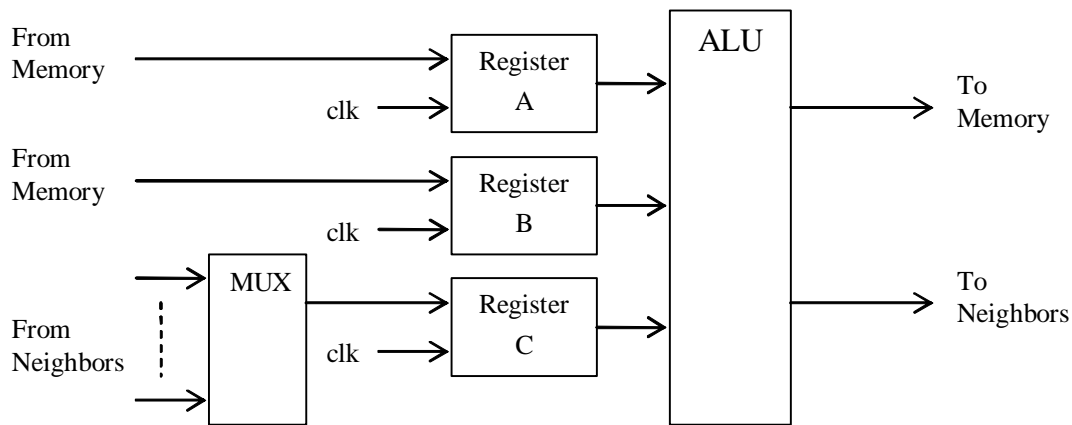 From
Memory
clk
Register
A
ALU
To
Memory
From
Memory
clk
Register
B
MUX
From
Neighbors
clk
Register
C
To
Neighbors